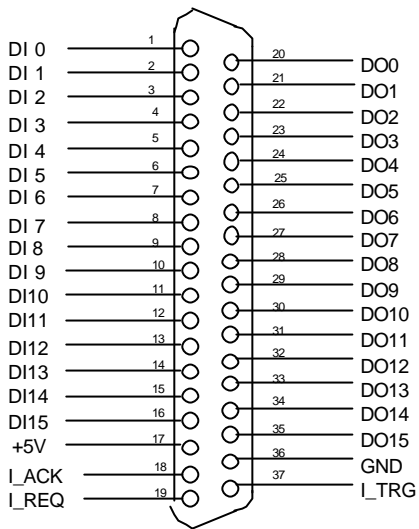 DI 0 1
20 DO0
DI 1 2
21 DO1
DI 2 3
22 DO2
DI 3 4
23 DO3
DI 4 5
24 DO4
DI 5 6
25 DO5
DI 6 7
26 DO6
DI 7 8
27 DO7
DI 8 9
28 DO8
DI 9 10
29 DO9
DI10 11
30 DO10
DI11 12
31 DO11
DI12 13
32 DO12
DI13 14
33 DO13
DI14 15
34 DO14
DI15 16
35 DO15
+5V 17
36 GND
I_ACK 18
37 I_TRG
I_REQ 19